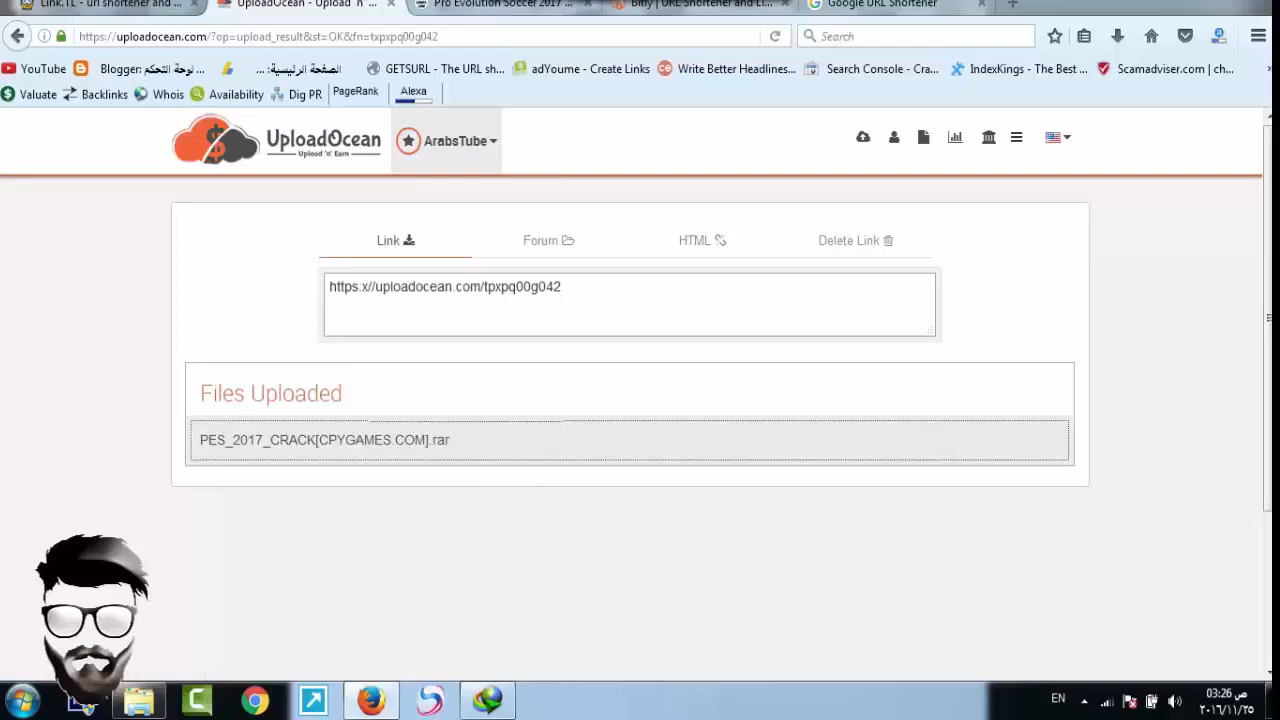 Link.TL - url shortener and ...
UploadOcean - Upload 'n' ...
Pro Evolution Soccer 2017 ...
Bitly | URL Shortener and Li...
Google URL Shortener
https://uploadocean.com/?op=upload_result&st=OK&fn=txpxpq00g042
Search
YouTube
Blogger: لوحة التحكم ...
الصفحة الرئيسية: ...
GETSURL - The URL sh...
adYoume - Create Links
Write Better Headlines...
Search Console - Cra...
IndexKings - The Best ...
Scamadviser.com | ch...
Valuate
Backlinks
Whois
Availability
Dig PR
PageRank
Alexa
UploadOcean
Upload 'n' Earn
ArabsTube
Link
Forum
HTML
Delete Link
https:x//uploadocean.com/tpxpq00g042
Files Uploaded
PES_2017_CRACK[CPYGAMES.COM].rar
EN
03:26 ص
٢٠١٦/١١/٢٥